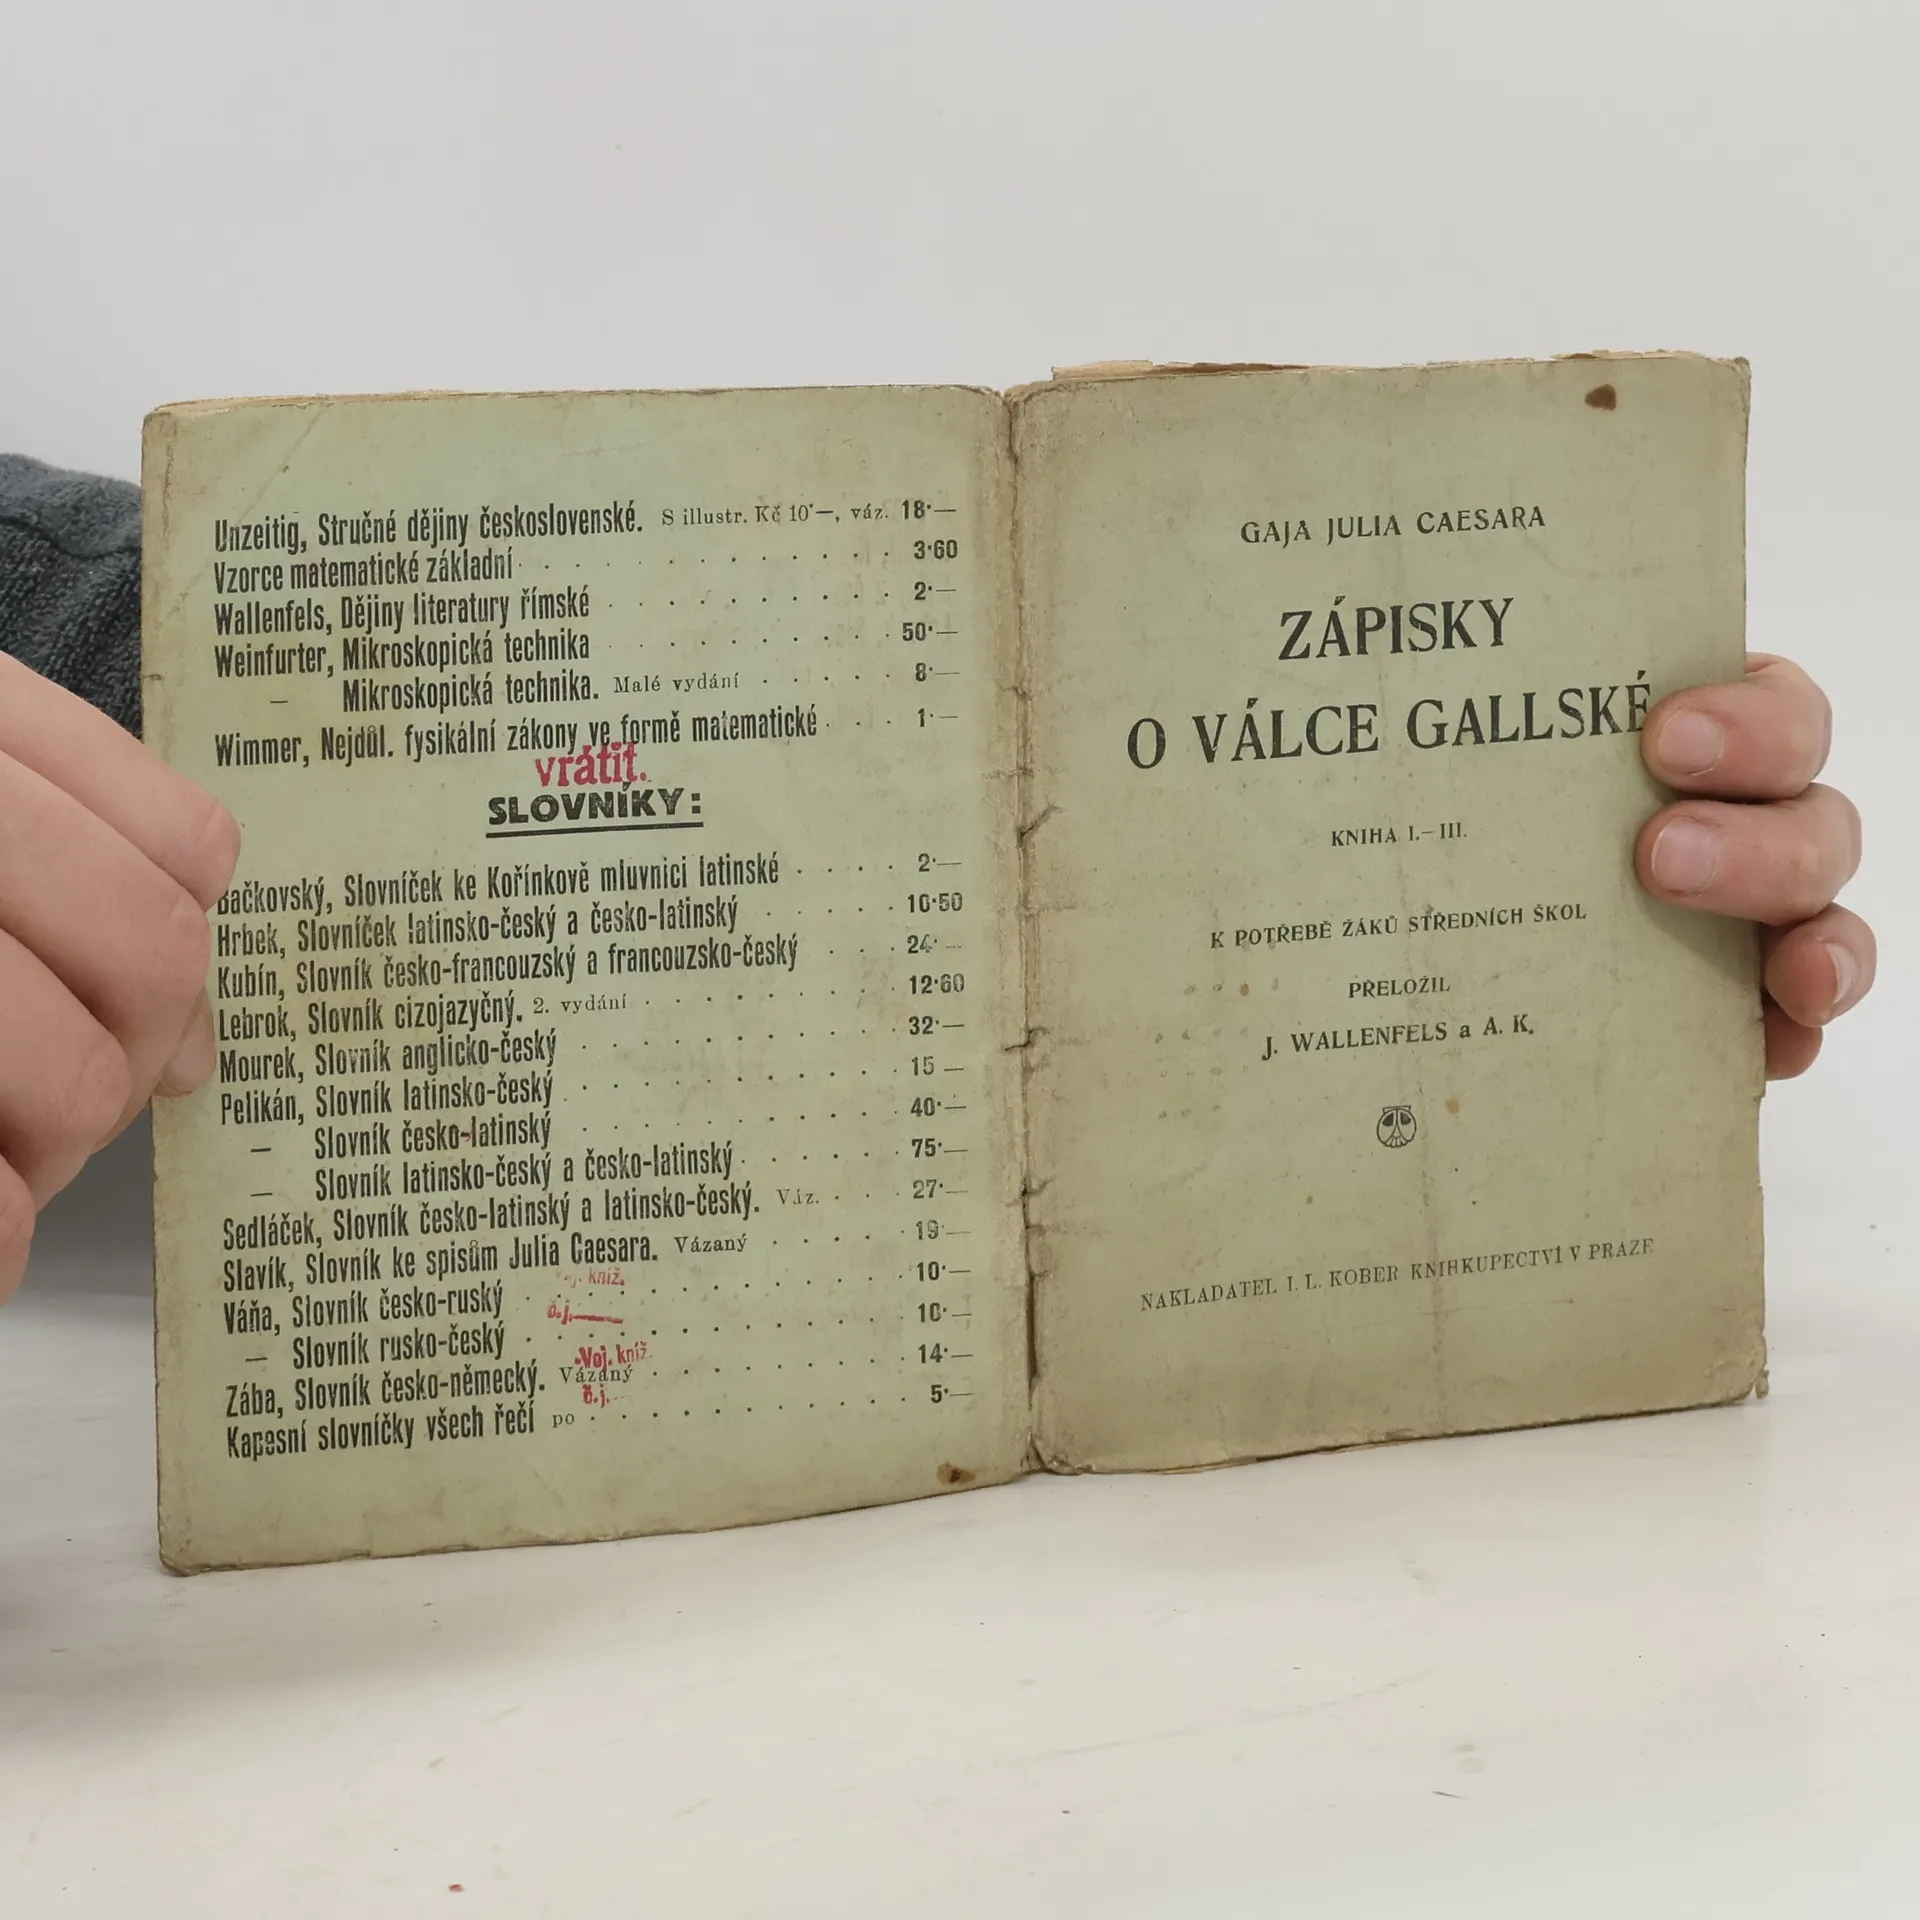 Unzeitig, Stručné dějiny československé. S illustr. Kč 10·—, váz. 18·—
Vzorce matematické základní . . . . . . . . . . 3·60
Wallenfels, Dějiny literatury římské . . . . . . . . 2·—
Weinfurter, Mikroskopická technika . . . . . . . . 50·—
— Mikroskopická technika. Malé vydání . . . . . 8·—
Wimmer, Nejdůl. fysikální zákony ve formě matematické . . . 1·—
vrátit.
SLOVNÍKY:
Bačkovský, Slovníček ke Kořínkově mluvnici latinské . . . . 2·—
Hrbek, Slovníček latinsko-český a česko-latinský . . . . 10·50
Kubín, Slovník česko-francouzský a francouzsko-český . . . 24·—
Lebrok, Slovník cizojazyčný. 2. vydání . . . . . . . 12·60
Mourek, Slovník anglicko-český . . . . . . . . . 32·—
Pelikán, Slovník latinsko-český . . . . . . . . . 15 —
— Slovník česko-latinský . . . . . . . . . 40·—
— Slovník latinsko-český a česko-latinský . . . . . . 75·—
Sedláček, Slovník česko-latinský a latinsko-český. Váz. . . . 27·—
Slavík, Slovník ke spisům Julia Caesara. Vázaný . . . . . 19·—
Voj. kniž.
Váňa, Slovník česko-ruský . . . . . . . . . . . 10·—
č.j.
— Slovník rusko-český . . . . . . . . . . . 10·—
Voj. kniž.
Zába, Slovník česko-německý. Vázaný . . . . . . . . 14·—
č.j.
Kapesní slovníčky všech řečí po . . . . . . . . . . 5·—
GAJA JULIA CAESARA
ZÁPISKY
O VÁLCE GALLSKÉ
KNIHA I.–III.
K POTŘEBĚ ŽÁKŮ STŘEDNÍCH ŠKOL
PŘELOŽIL
J. WALLENFELS a A. K.
NAKLADATEL I. L. KOBER KNIHKUPECTVÍ V PRAZE